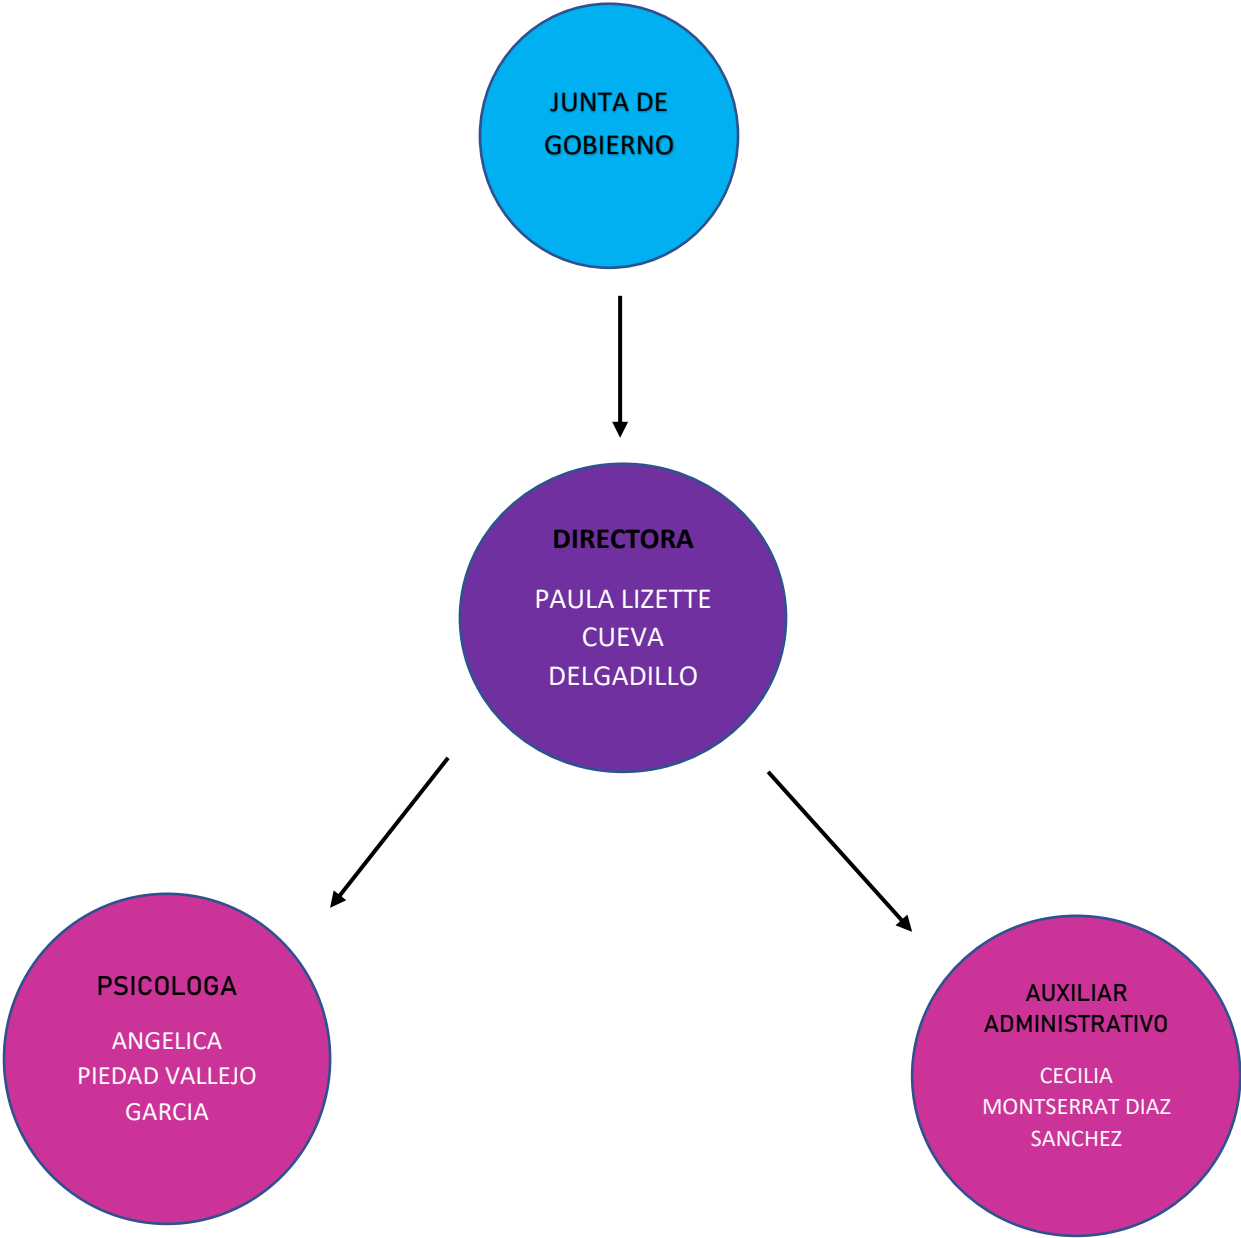 JUNTA DE
GOBIERNO
DIRECTORA
PAULA LIZETTE
CUEVA
DELGADILLO
PSICOLOGA
ANGELICA
PIEDAD VALLEJO
GARCIA
AUXILIAR
ADMINISTRATIVO
CECILIA
MONTSERRAT DIAZ
SANCHEZ